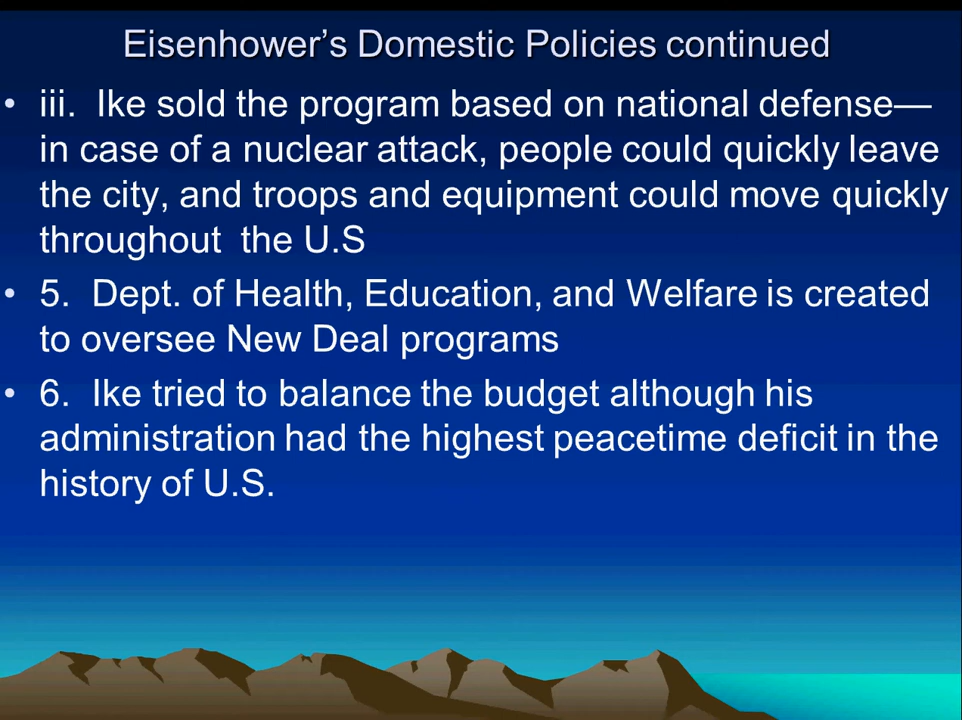 Eisenhower’s Domestic Policies continued
• iii. Ike sold the program based on national defense—
in case of a nuclear attack, people could quickly leave
the city, and troops and equipment could move quickly
throughout the U.S
• 5. Dept. of Health, Education, and Welfare is created
to oversee New Deal programs
• 6. Ike tried to balance the budget although his
administration had the highest peacetime deficit in the
history of U.S.